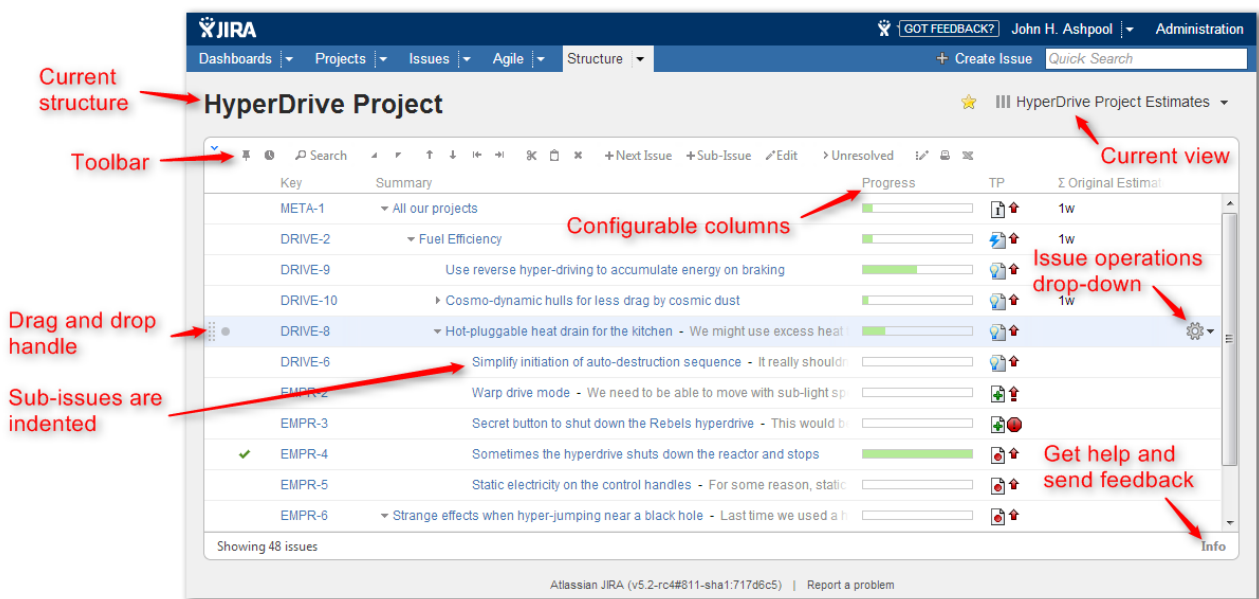 JIRA
GOT FEEDBACK? John H. Ashpool Administration
Dashboards Projects Issues Agile Structure + Create Issue Quick Search
Current structure
HyperDrive Project
HyperDrive Project Estimates
Toolbar
Search +Next Issue +Sub-Issue Edit Unresolved
Current view
Key Summary Progress TP Σ Original Estimat
META-1 All our projects 1w
Configurable columns
DRIVE-2 Fuel Efficiency 1w
Issue operations drop-down
DRIVE-9 Use reverse hyper-driving to accumulate energy on braking
DRIVE-10 Cosmo-dynamic hulls for less drag by cosmic dust 1w
Drag and drop handle
DRIVE-8 Hot-pluggable heat drain for the kitchen - We might use excess heat
DRIVE-6 Simplify initiation of auto-destruction sequence - It really shouldn
Sub-issues are indented
EMPR-2 Warp drive mode - We need to be able to move with sub-light sp
EMPR-3 Secret button to shut down the Rebels hyperdrive - This would b
EMPR-4 Sometimes the hyperdrive shuts down the reactor and stops
Get help and send feedback
EMPR-5 Static electricity on the control handles - For some reason, static
EMPR-6 Strange effects when hyper-jumping near a black hole - Last time we used a h
Showing 48 issues Info
Atlassian JIRA (v5.2-rc4#811-sha1:717d6c5) | Report a problem